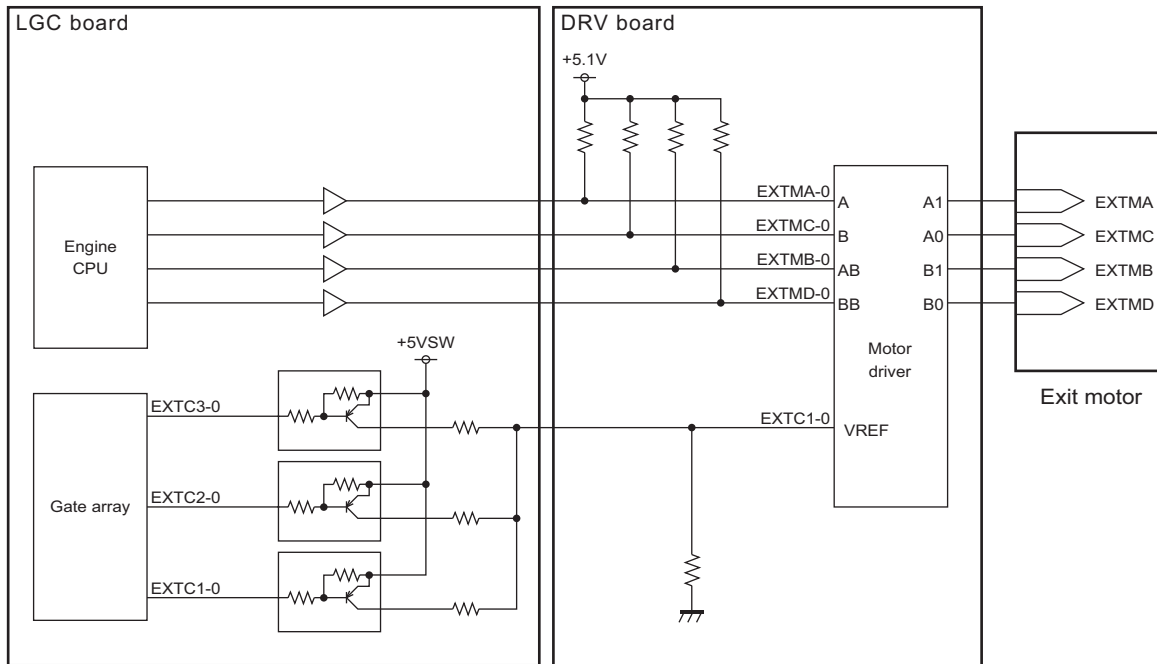 LGC board
DRV board
+5.1V
Engine
CPU
EXTMA-0
EXTMC-0
EXTMB-0
EXTMD-0
A
B
AB
BB
A1
A0
B1
B0
Motor
driver
VREF
EXTMA
EXTMC
EXTMB
EXTMD
Exit motor
+5VSW
Gate array
EXTC3-0
EXTC2-0
EXTC1-0
EXTC1-0